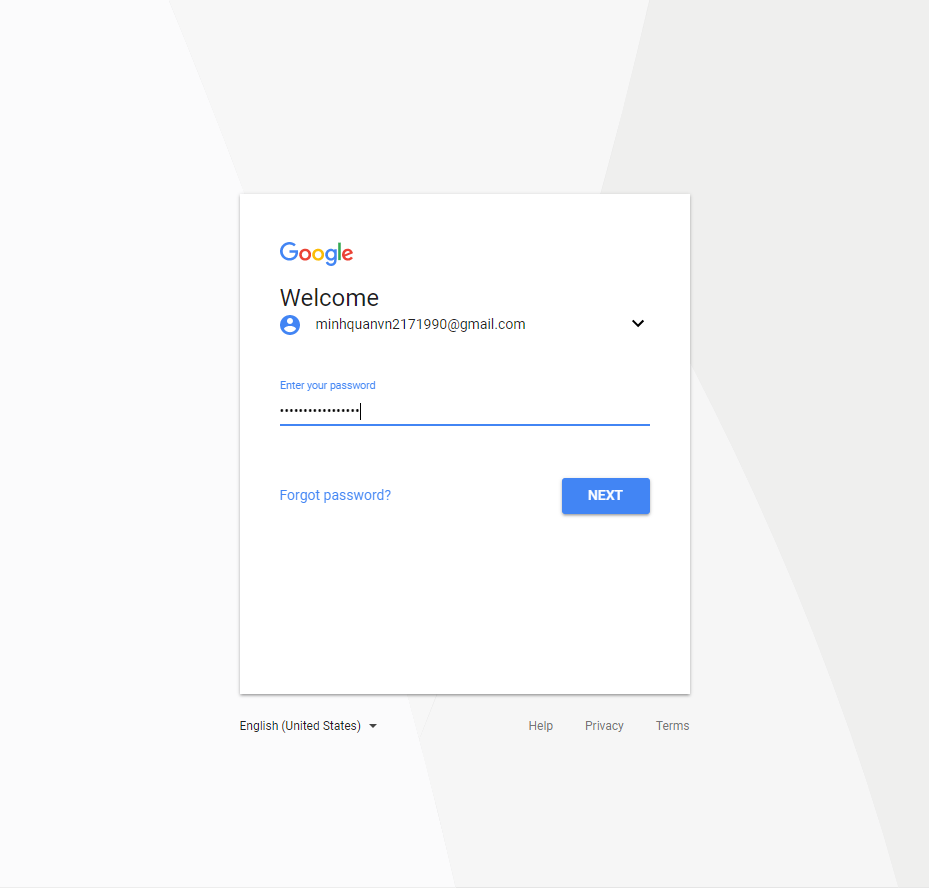 Google
Welcome
minhquanvn2171990@gmail.com
Enter your password
•••••••••••••••••
Forgot password?
NEXT
English (United States)
Help Privacy Terms